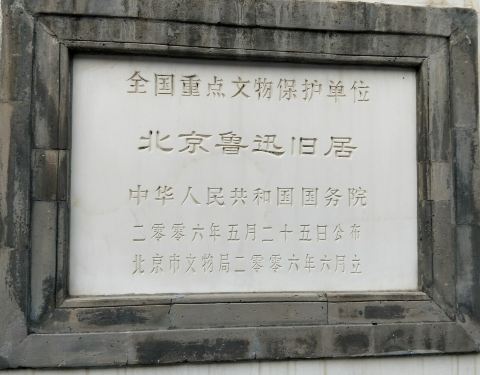 全国重点文物保护单位
北京鲁迅旧居
中华人民共和国国务院
二零零六年五月二十五日公布
北京市文物局二零零六年六月立